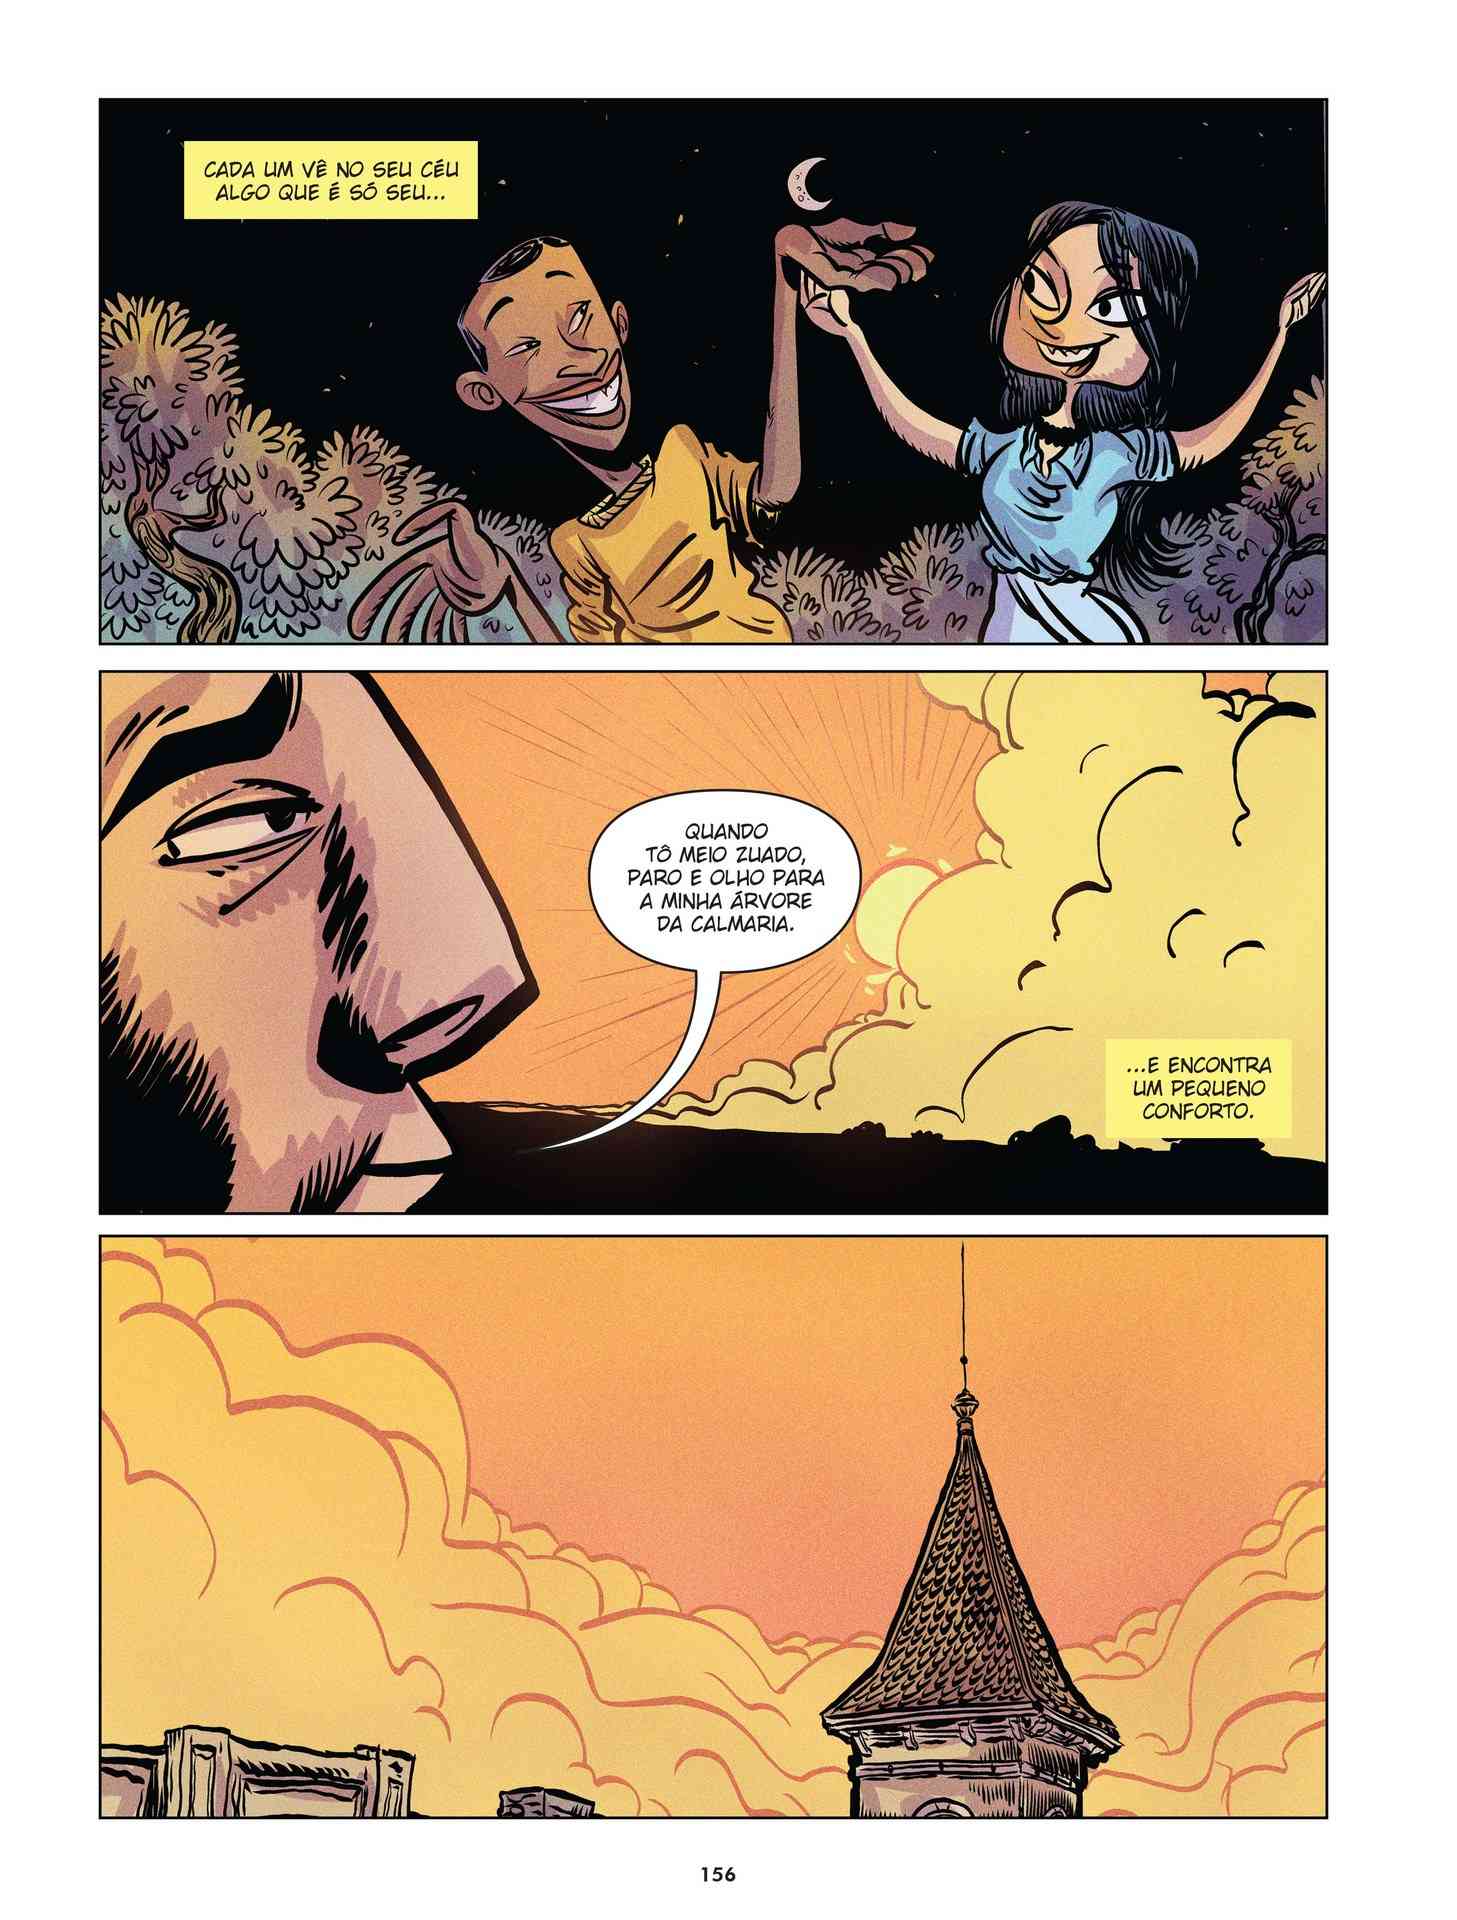 CADA UM VÊ NO SEU CÉU
ALGO QUE É SÓ SEU...
QUANDO
TÔ MEIO ZUADO,
PARO E OLHO PARA
A MINHA ÁRVORE
DA CALMARIA.
...E ENCONTRA
UM PEQUENO
CONFORTO.
156